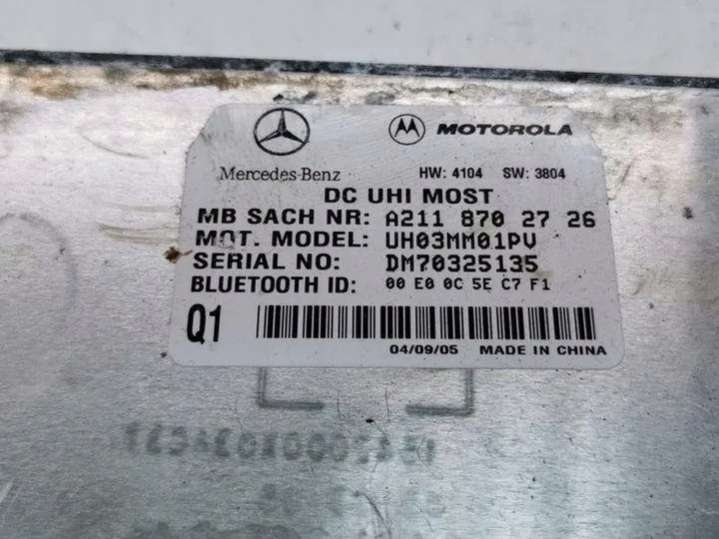 MOTOROLA
Mercedes-Benz HW: 4104 SW: 3804
DC UHI MOST
MB SACH NR: A211 870 27 26
MOT. MODEL: UH03MM01PV
SERIAL NO: DM70325135
BLUETOOTH ID: 00 E0 0C 5E C7 F1
Q1
04/09/05 MADE IN CHINA